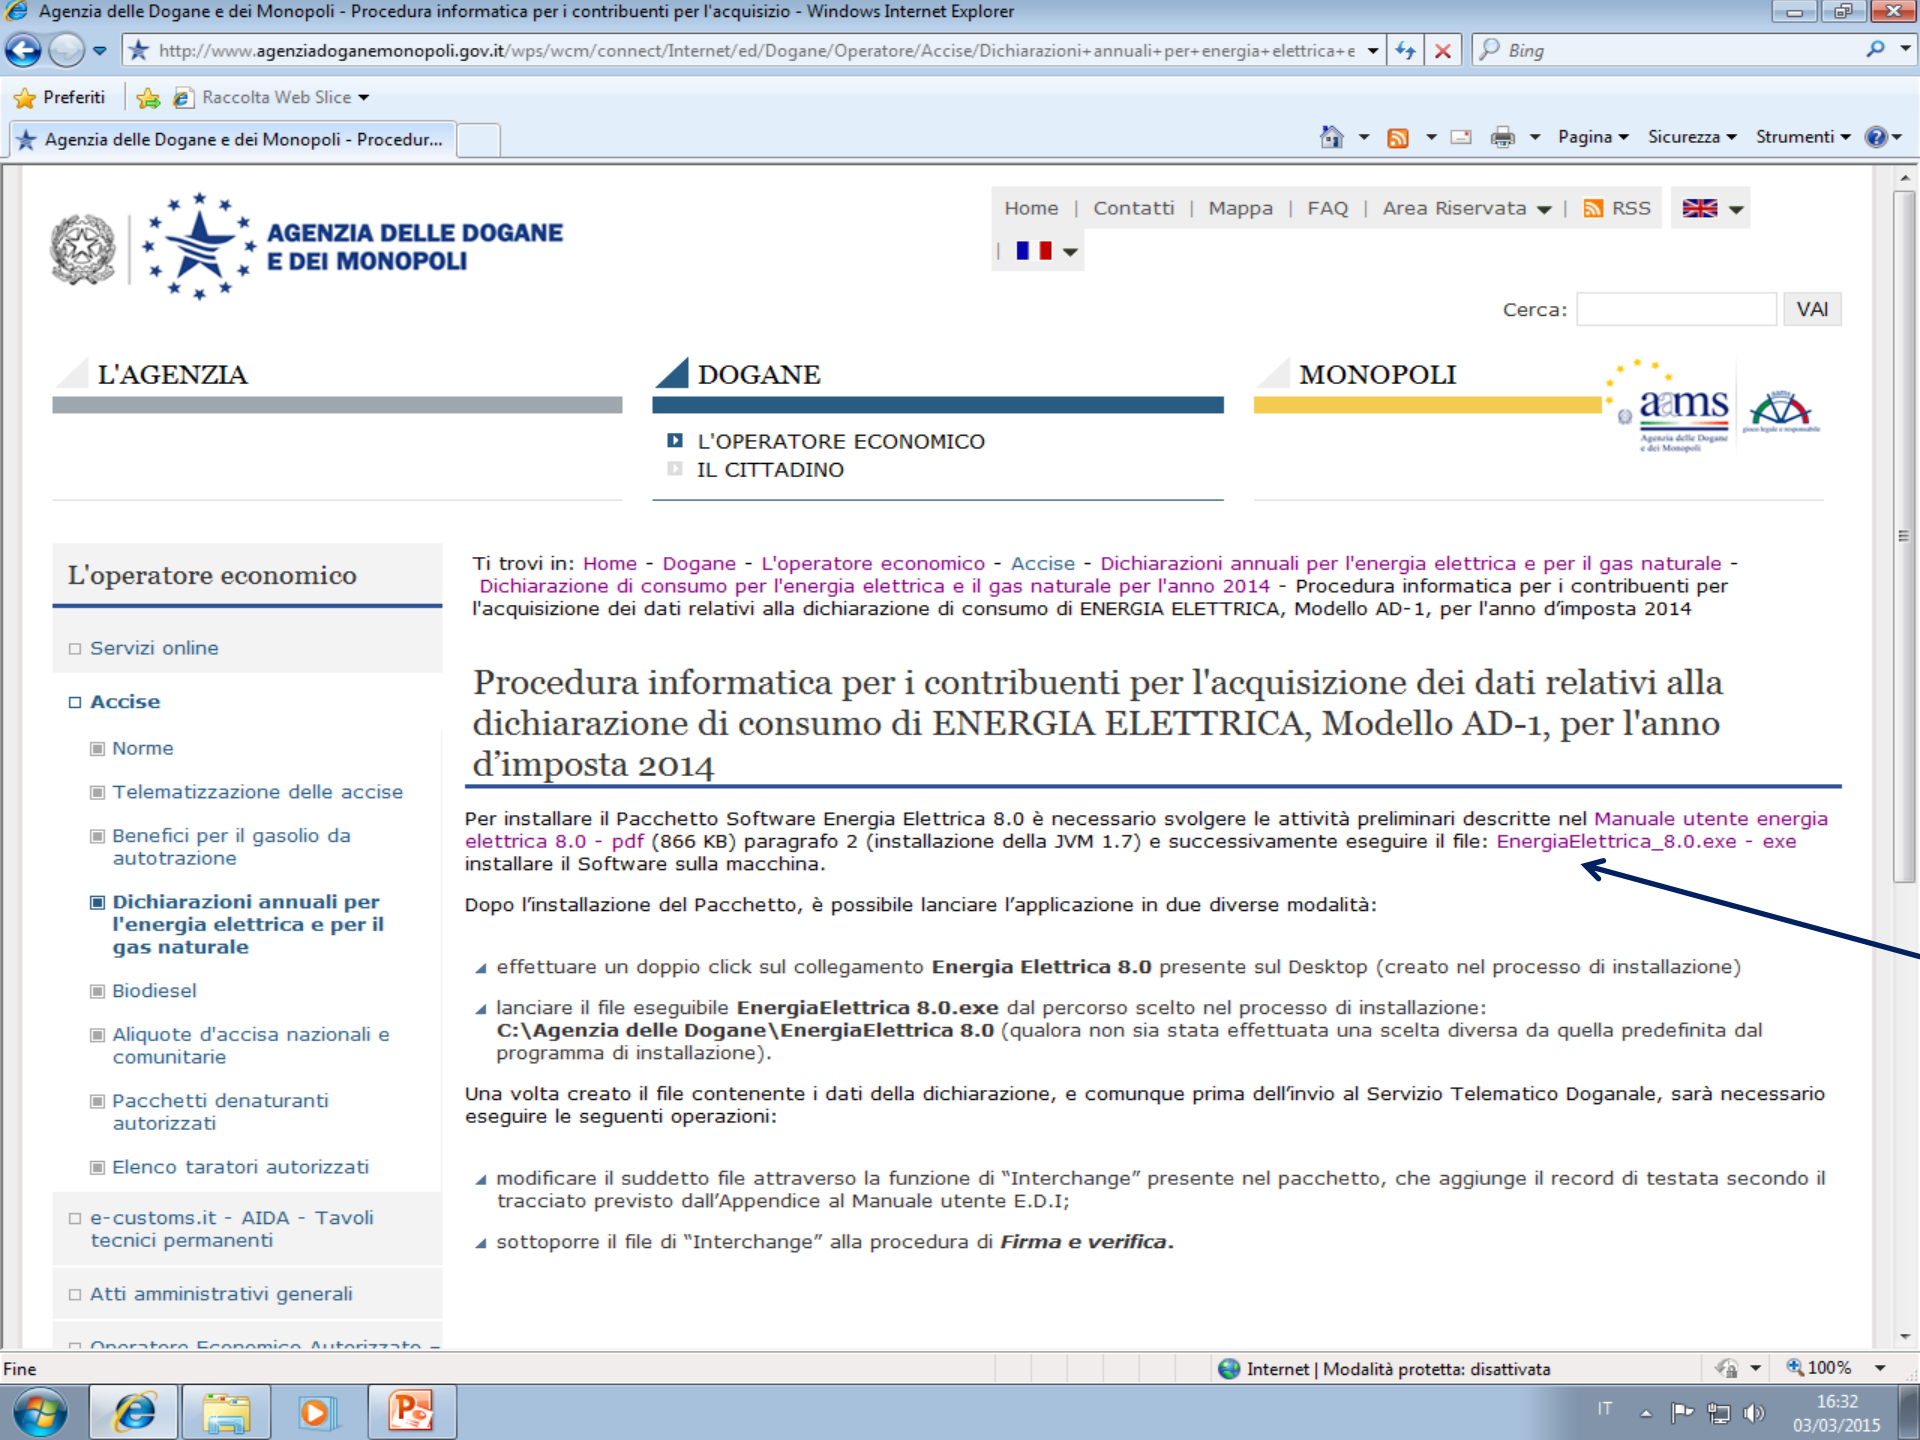 Agenzia delle Dogane e dei Monopoli - Procedura informatica per i contribuenti per l'acquisizio - Windows Internet Explorer
http://www.agenziadoganemonopoli.gov.it/wps/wcm/connect/Internet/ed/Dogane/Operatore/Accise/Dichiarazioni+annuali+per+energia+elettrica+e
Bing
Preferiti
Raccolta Web Slice
Agenzia delle Dogane e dei Monopoli - Procedur...
Pagina
Sicurezza
Strumenti
AGENZIA DELLE DOGANE
E DEI MONOPOLI
Home | Contatti | Mappa | FAQ | Area Riservata | RSS
|
Cerca:
VAI
L'AGENZIA
DOGANE
MONOPOLI
aams
Agenzia delle Dogane
e dei Monopoli
aams
gioco legale e responsabile
L'OPERATORE ECONOMICO
IL CITTADINO
L'operatore economico
Servizi online
Accise
Norme
Telematizzazione delle accise
Benefici per il gasolio da
autotrazione
Dichiarazioni annuali per
l'energia elettrica e per il
gas naturale
Biodiesel
Aliquote d'accisa nazionali e
comunitarie
Pacchetti denaturanti
autorizzati
Elenco taratori autorizzati
e-customs.it - AIDA - Tavoli
tecnici permanenti
Atti amministrativi generali
Operatore Economico Autorizzato -
Ti trovi in: Home - Dogane - L'operatore economico - Accise - Dichiarazioni annuali per l'energia elettrica e per il gas naturale -
Dichiarazione di consumo per l'energia elettrica e il gas naturale per l'anno 2014 - Procedura informatica per i contribuenti per
l'acquisizione dei dati relativi alla dichiarazione di consumo di ENERGIA ELETTRICA, Modello AD-1, per l'anno d'imposta 2014
Procedura informatica per i contribuenti per l'acquisizione dei dati relativi alla
dichiarazione di consumo di ENERGIA ELETTRICA, Modello AD-1, per l'anno
d’imposta 2014
Per installare il Pacchetto Software Energia Elettrica 8.0 è necessario svolgere le attività preliminari descritte nel Manuale utente energia
elettrica 8.0 - pdf (866 KB) paragrafo 2 (installazione della JVM 1.7) e successivamente eseguire il file: EnergiaElettrica_8.0.exe - exe
installare il Software sulla macchina.
Dopo l’installazione del Pacchetto, è possibile lanciare l’applicazione in due diverse modalità:
effettuare un doppio click sul collegamento Energia Elettrica 8.0 presente sul Desktop (creato nel processo di installazione)
lanciare il file eseguibile EnergiaElettrica 8.0.exe dal percorso scelto nel processo di installazione:
C:\Agenzia delle Dogane\EnergiaElettrica 8.0 (qualora non sia stata effettuata una scelta diversa da quella predefinita dal
programma di installazione).
Una volta creato il file contenente i dati della dichiarazione, e comunque prima dell’invio al Servizio Telematico Doganale, sarà necessario
eseguire le seguenti operazioni:
modificare il suddetto file attraverso la funzione di “Interchange” presente nel pacchetto, che aggiunge il record di testata secondo il
tracciato previsto dall’Appendice al Manuale utente E.D.I;
sottoporre il file di “Interchange” alla procedura di Firma e verifica.
Fine
Internet | Modalità protetta: disattivata
100%
IT
16:32
03/03/2015